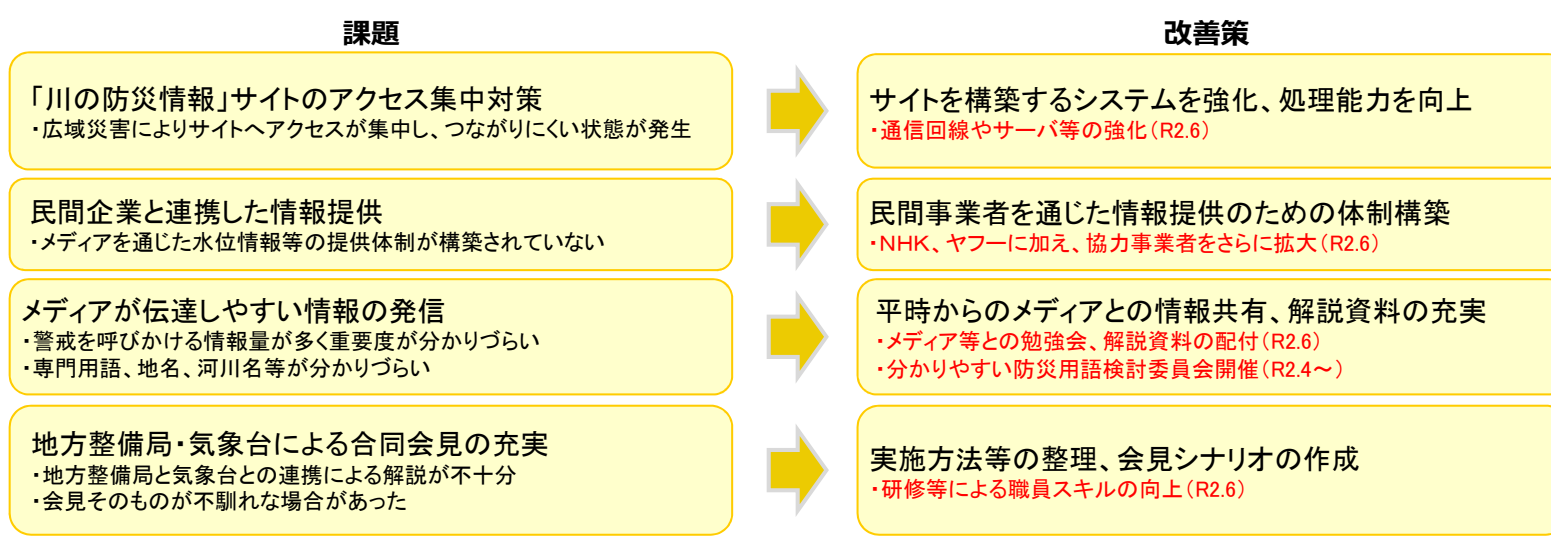 課題
改善策
「川の防災情報」サイトのアクセス集中対策
・広域災害によりサイトへアクセスが集中し、つながりにくい状態が発生
サイトを構築するシステムを強化、処理能力を向上
・通信回線やサーバ等の強化（R2.6）
民間企業と連携した情報提供
・メディアを通じた水位情報等の提供体制が構築されていない
民間事業者を通じた情報提供のための体制構築
・ＮＨＫ、ヤフーに加え、協力事業者をさらに拡大（R2.6）
メディアが伝達しやすい情報の発信
・警戒を呼びかける情報量が多く重要度が分かりづらい
・専門用語、地名、河川名等が分かりづらい
平時からのメディアとの情報共有、解説資料の充実
・メディア等との勉強会、解説資料の配付（R2.6）
・分かりやすい防災用語検討委員会開催（R2.4～）
地方整備局・気象台による合同会見の充実
・地方整備局と気象台との連携による解説が不十分
・会見そのものが不馴れな場合があった
実施方法等の整理、会見シナリオの作成
・研修等による職員スキルの向上（R2.6）